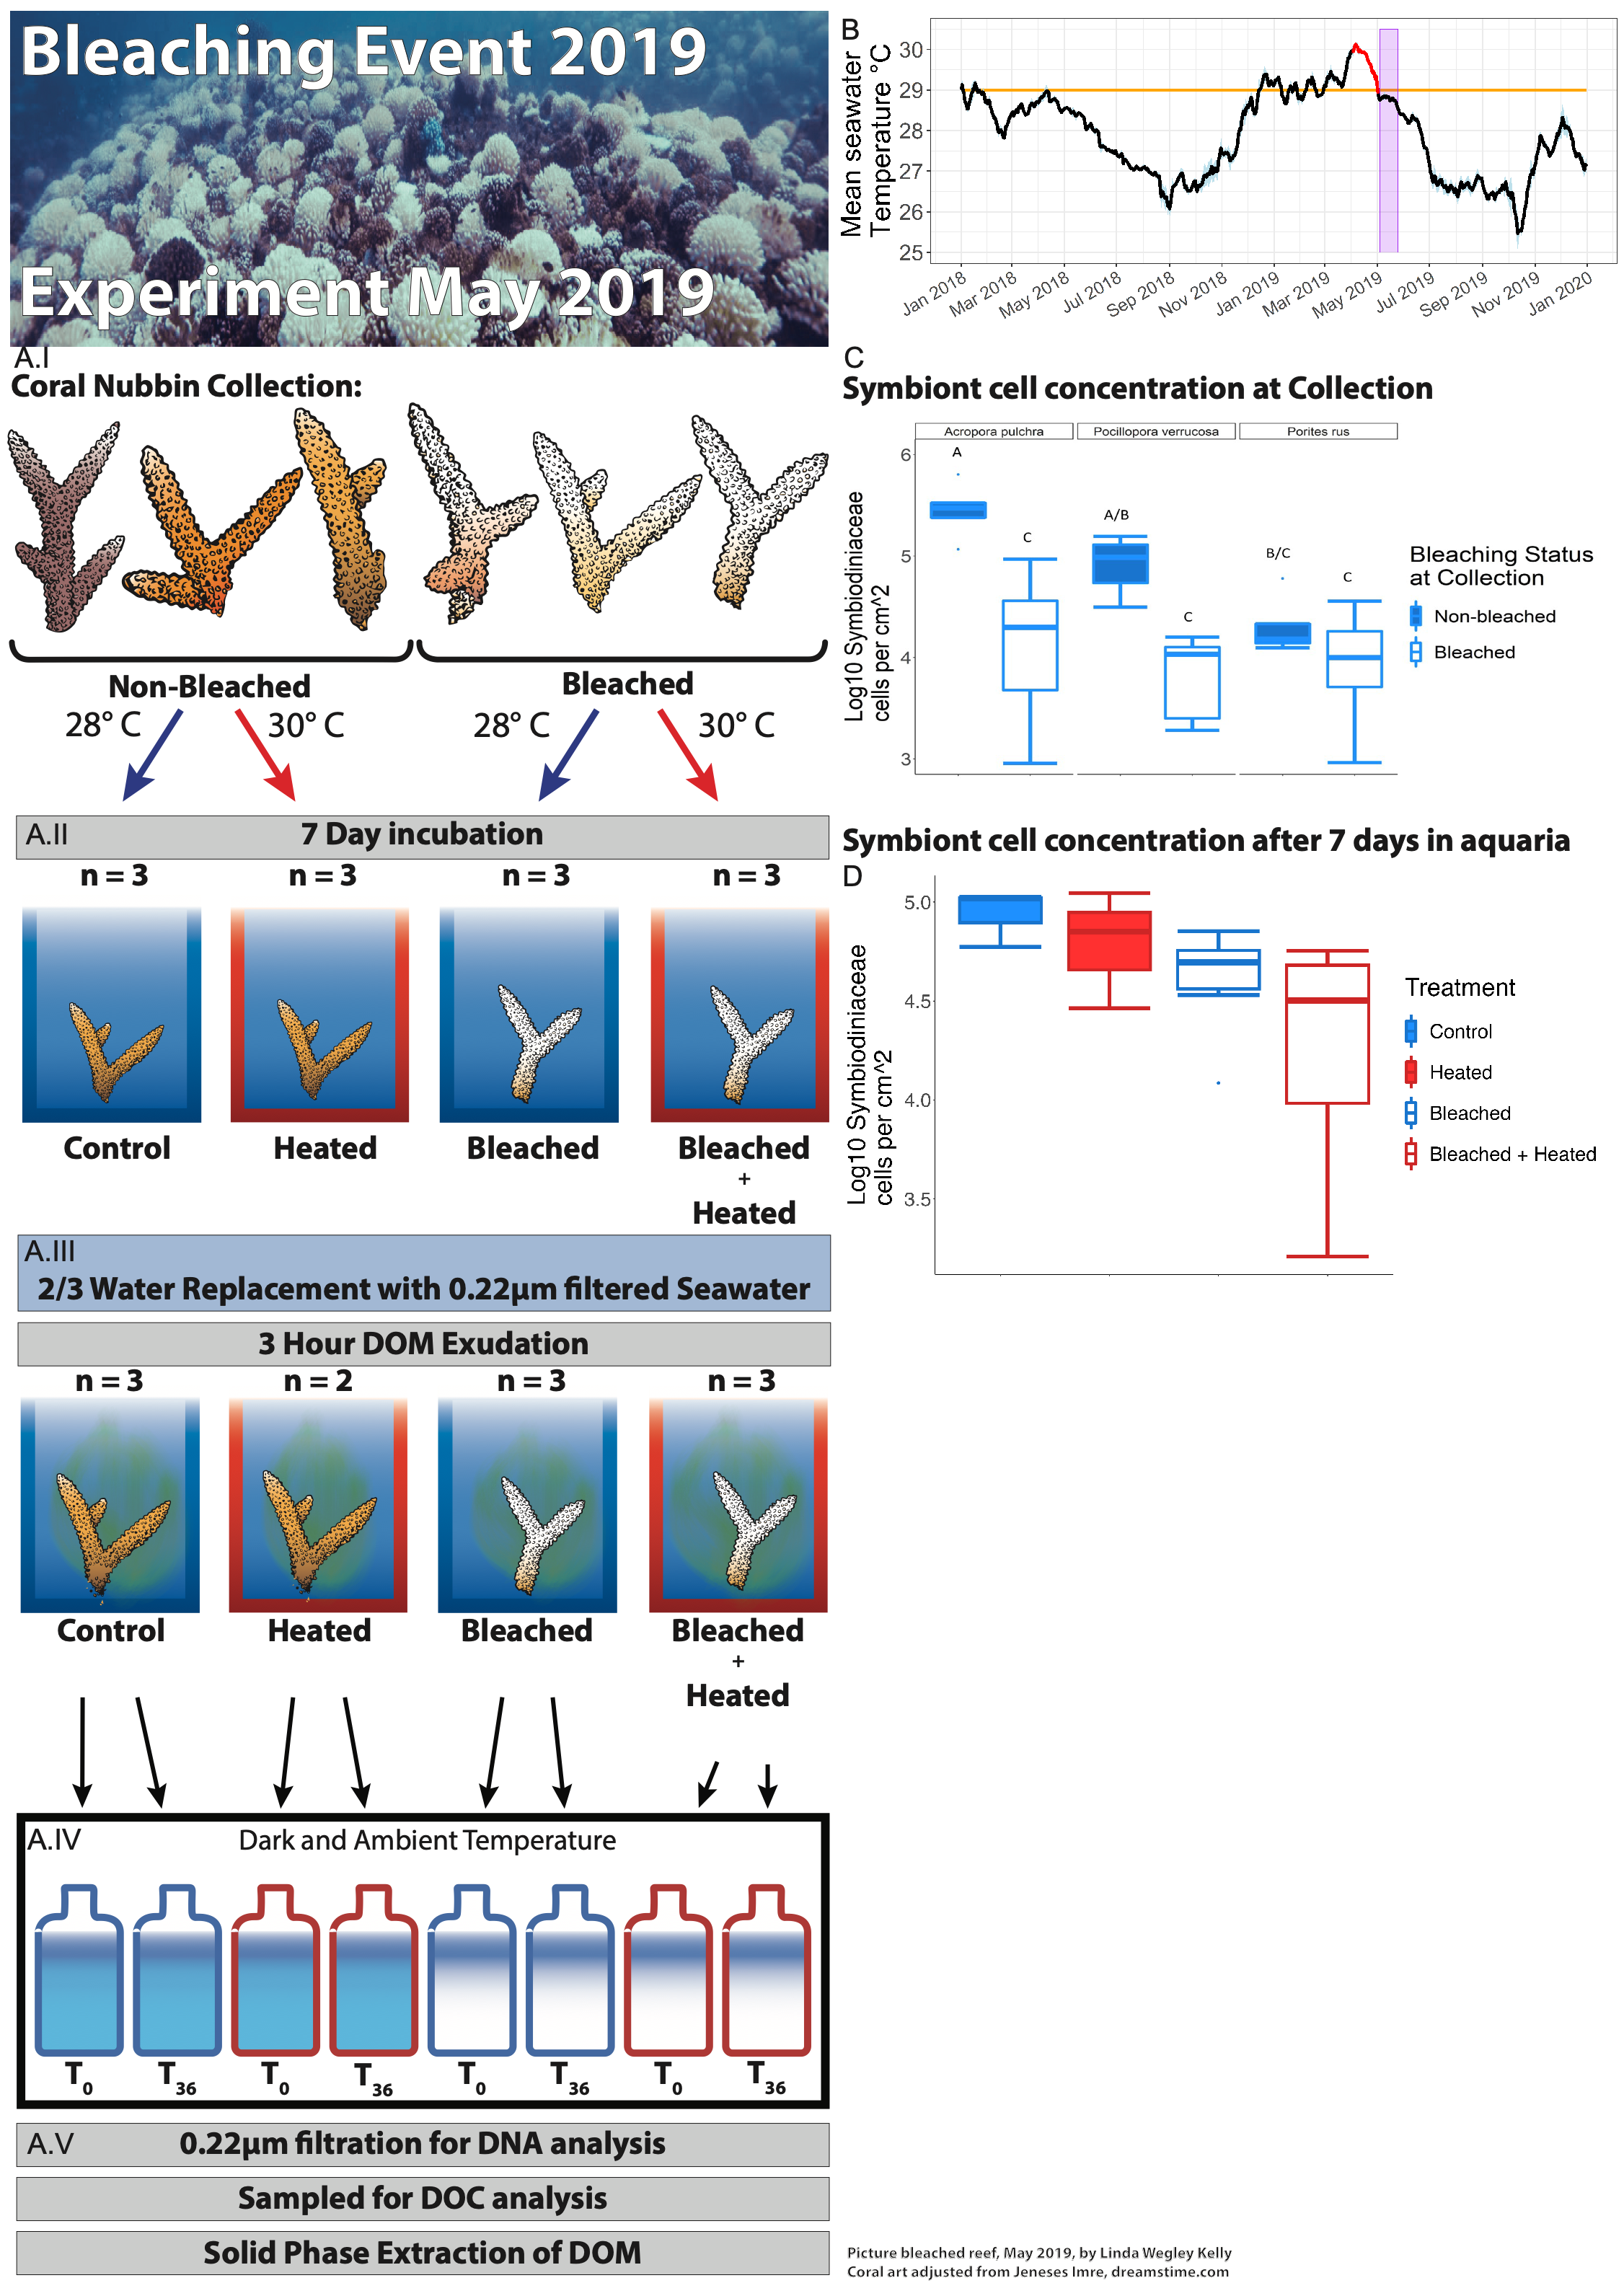 Bleaching Event 2019
Experiment May 2019
A.I
Coral Nubbin Collection:
Non-Bleached
Bleached
28° C
30° C
28° C
30° C
A.II
7 Day incubation
n = 3
n = 3
n = 3
n = 3
Control
Heated
Bleached
Bleached
+
Heated
A.III
2/3 Water Replacement with 0.22µm filtered Seawater
3 Hour DOM Exudation
n = 3
n = 2
n = 3
n = 3
Control
Heated
Bleached
Bleached
+
Heated
A.IV
Dark and Ambient Temperature
T0
T36
T0
T36
T0
T36
T0
T36
A.V
0.22µm filtration for DNA analysis
Sampled for DOC analysis
Solid Phase Extraction of DOM
B
Mean seawater
Temperature °C
30
29
28
27
26
25
Jan 2018
Mar 2018
May 2018
Jul 2018
Sep 2018
Nov 2018
Jan 2019
Mar 2019
May 2019
Jul 2019
Sep 2019
Nov 2019
Jan 2020
C
Symbiont cell concentration at Collection
Acropora pulchra
Pocillopora verrucosa
Porites rus
Log10 Symbiodiniaceae
cells per cm^2
6
5
4
3
A
C
A/B
C
B/C
C
Bleaching Status
at Collection
Non-bleached
Bleached
Symbiont cell concentration after 7 days in aquaria
D
Log10 Symbiodiniaceae
cells per cm^2
5.0
4.5
4.0
3.5
Treatment
Control
Heated
Bleached
Bleached + Heated
Picture bleached reef, May 2019, by Linda Wegley Kelly
Coral art adjusted from Jeneses Imre, dreamstime.com